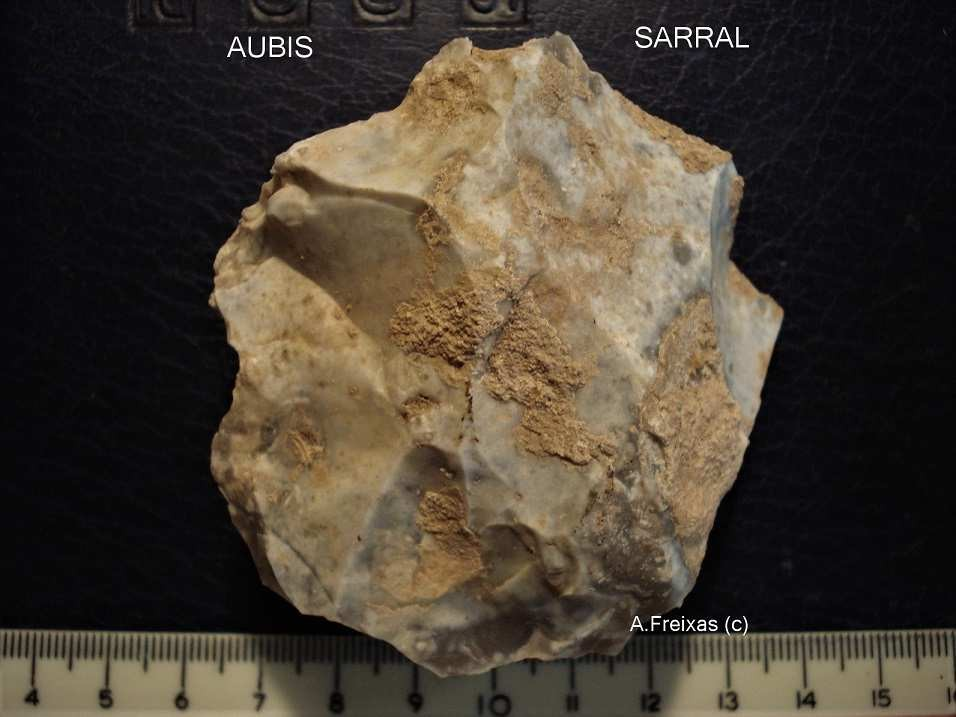 AUBIS
SARRAL
A.Freixas (c)
4 5 6 7 8 9 10 11 12 13 14 15